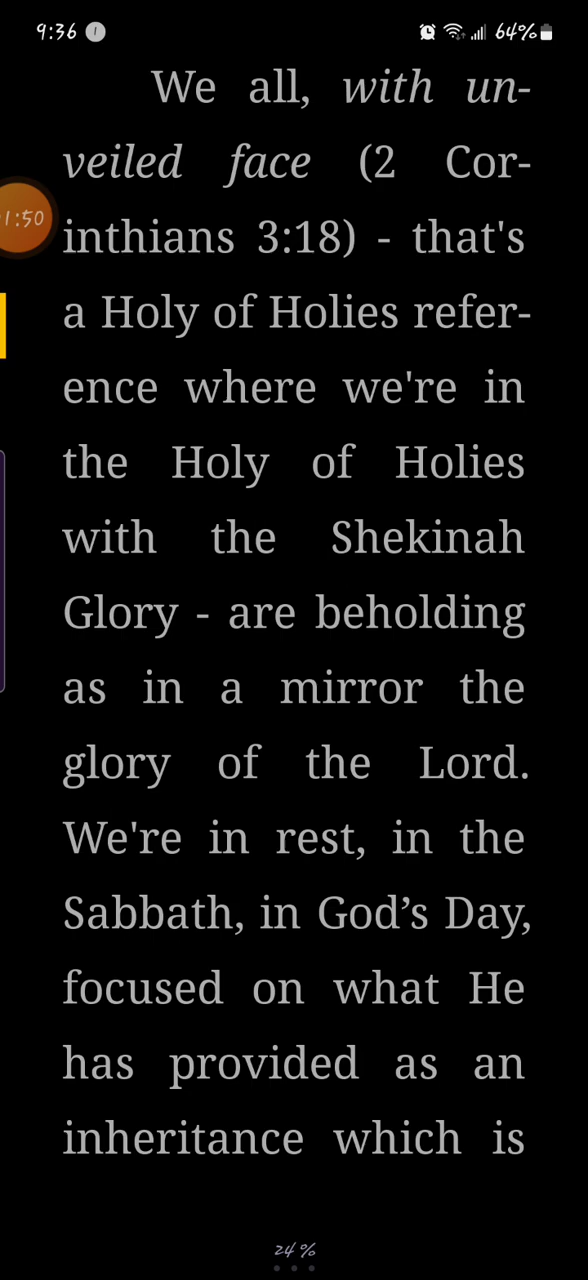 9:36
64%
1:50
We all, with un-
veiled face (2 Cor-
inthians 3:18) - that's
a Holy of Holies refer-
ence where we're in
the Holy of Holies
with the Shekinah
Glory - are beholding
as in a mirror the
glory of the Lord.
We're in rest, in the
Sabbath, in God’s Day,
focused on what He
has provided as an
inheritance which is
24%